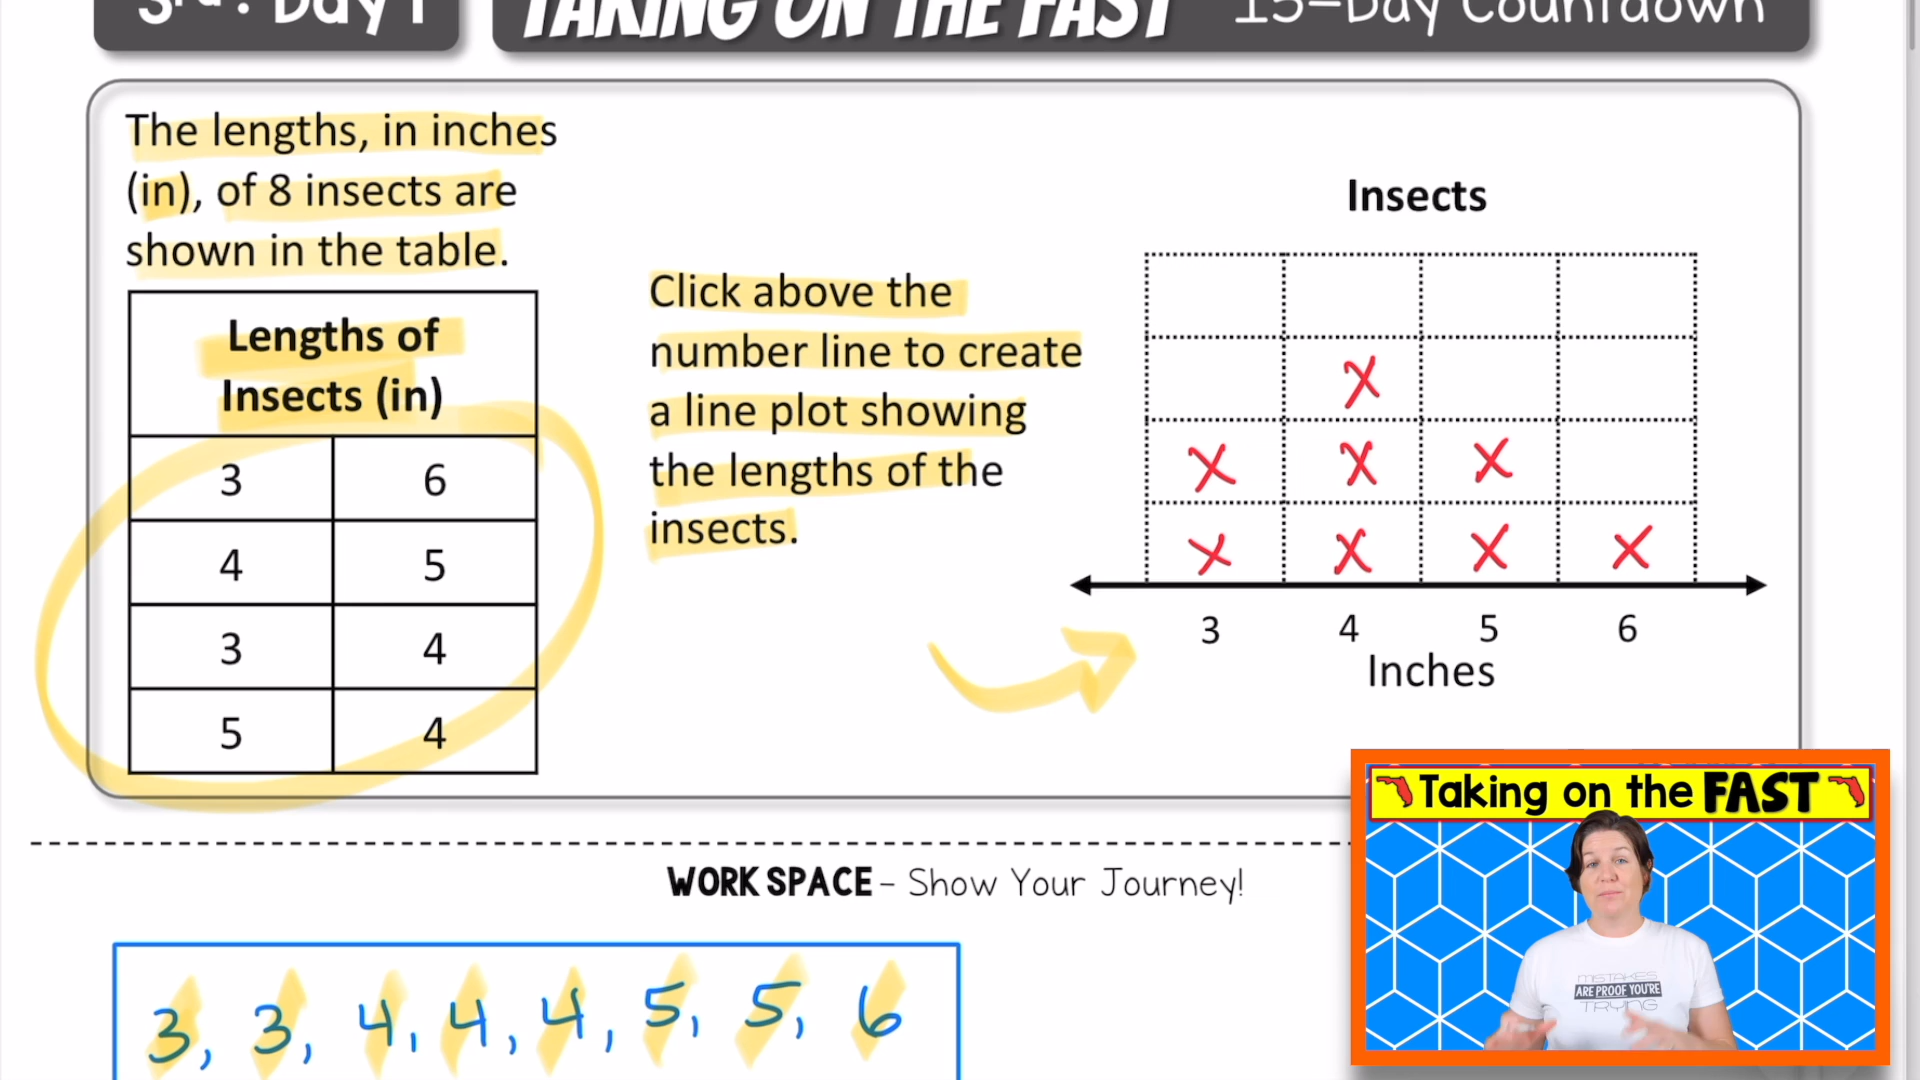 3rd: Day 1
TAKING ON THE FAST 15-Day Countdown
The lengths, in inches
(in), of 8 insects are
shown in the table.
Lengths of
Insects (in)
3 6
4 5
3 4
5 4
Click above the
number line to create
a line plot showing
the lengths of the
insects.
Insects
X
X X X
X X X X
3 4 5 6
Inches
WORK SPACE - Show Your Journey!
3, 3, 4, 4, 4, 5, 5, 6
Taking on the FAST
MISTAKES
ARE PROOF YOU'RE
TRYING